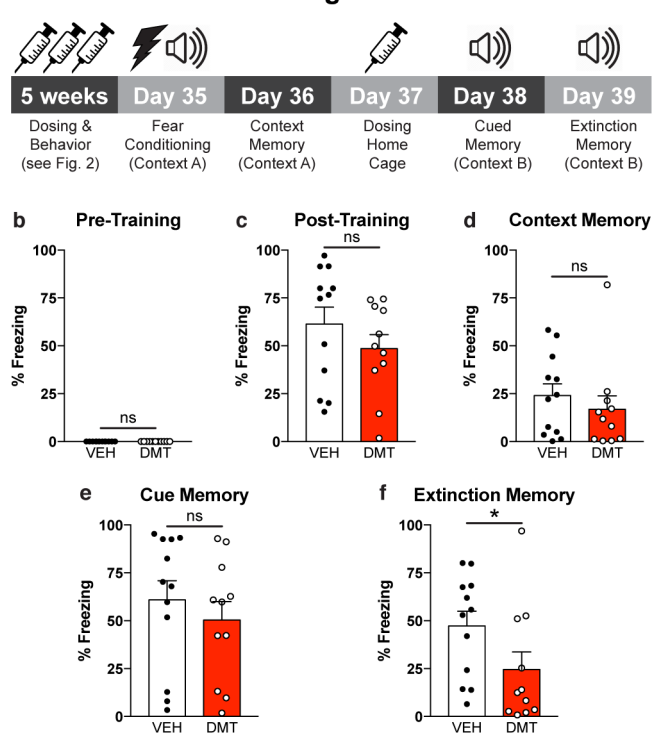 5 weeks Day 35 Day 36 Day 37 Day 38 Day 39
Dosing & Fear Context Dosing Cued Extinction
Behavior Conditioning Memory Home Memory Memory
(see Fig. 2) (Context A) (Context A) Cage (Context B) (Context B)
b Pre-Training
100
75
50
25
0
% Freezing
ns
VEH DMT
c Post-Training
100
75
50
25
0
% Freezing
ns
VEH DMT
d Context Memory
100
75
50
25
0
% Freezing
ns
VEH DMT
e Cue Memory
100
75
50
25
0
% Freezing
ns
VEH DMT
f Extinction Memory
100
75
50
25
0
% Freezing
*
VEH DMT